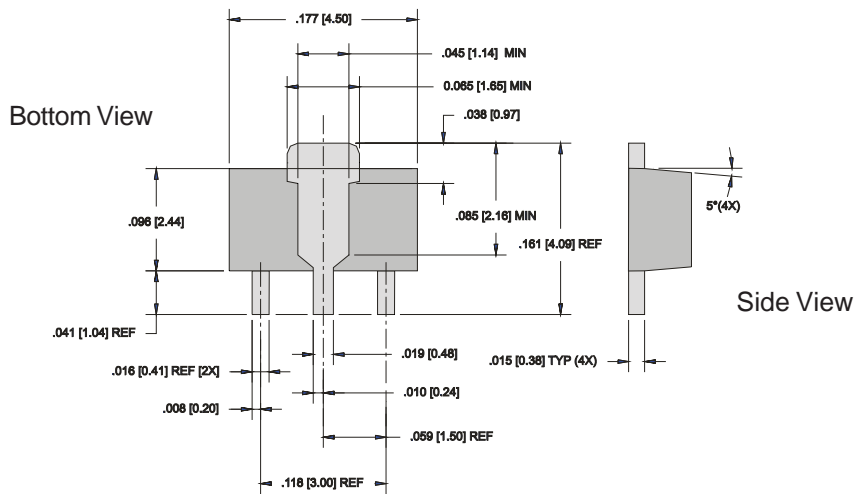 .177 [4.50]
.045 [1.14] MIN
0.065 [1.65] MIN
Bottom View
.038 [0.97]
.096 [2.44]
.085 [2.16] MIN
5°(4X)
.161 [4.09] REF
Side View
.041 [1.04] REF
.019 [0.48]
.015 [0.38] TYP (4X)
.016 [0.41] REF [2X]
.010 [0.24]
.008 [0.20]
.059 [1.50] REF
.118 [3.00] REF